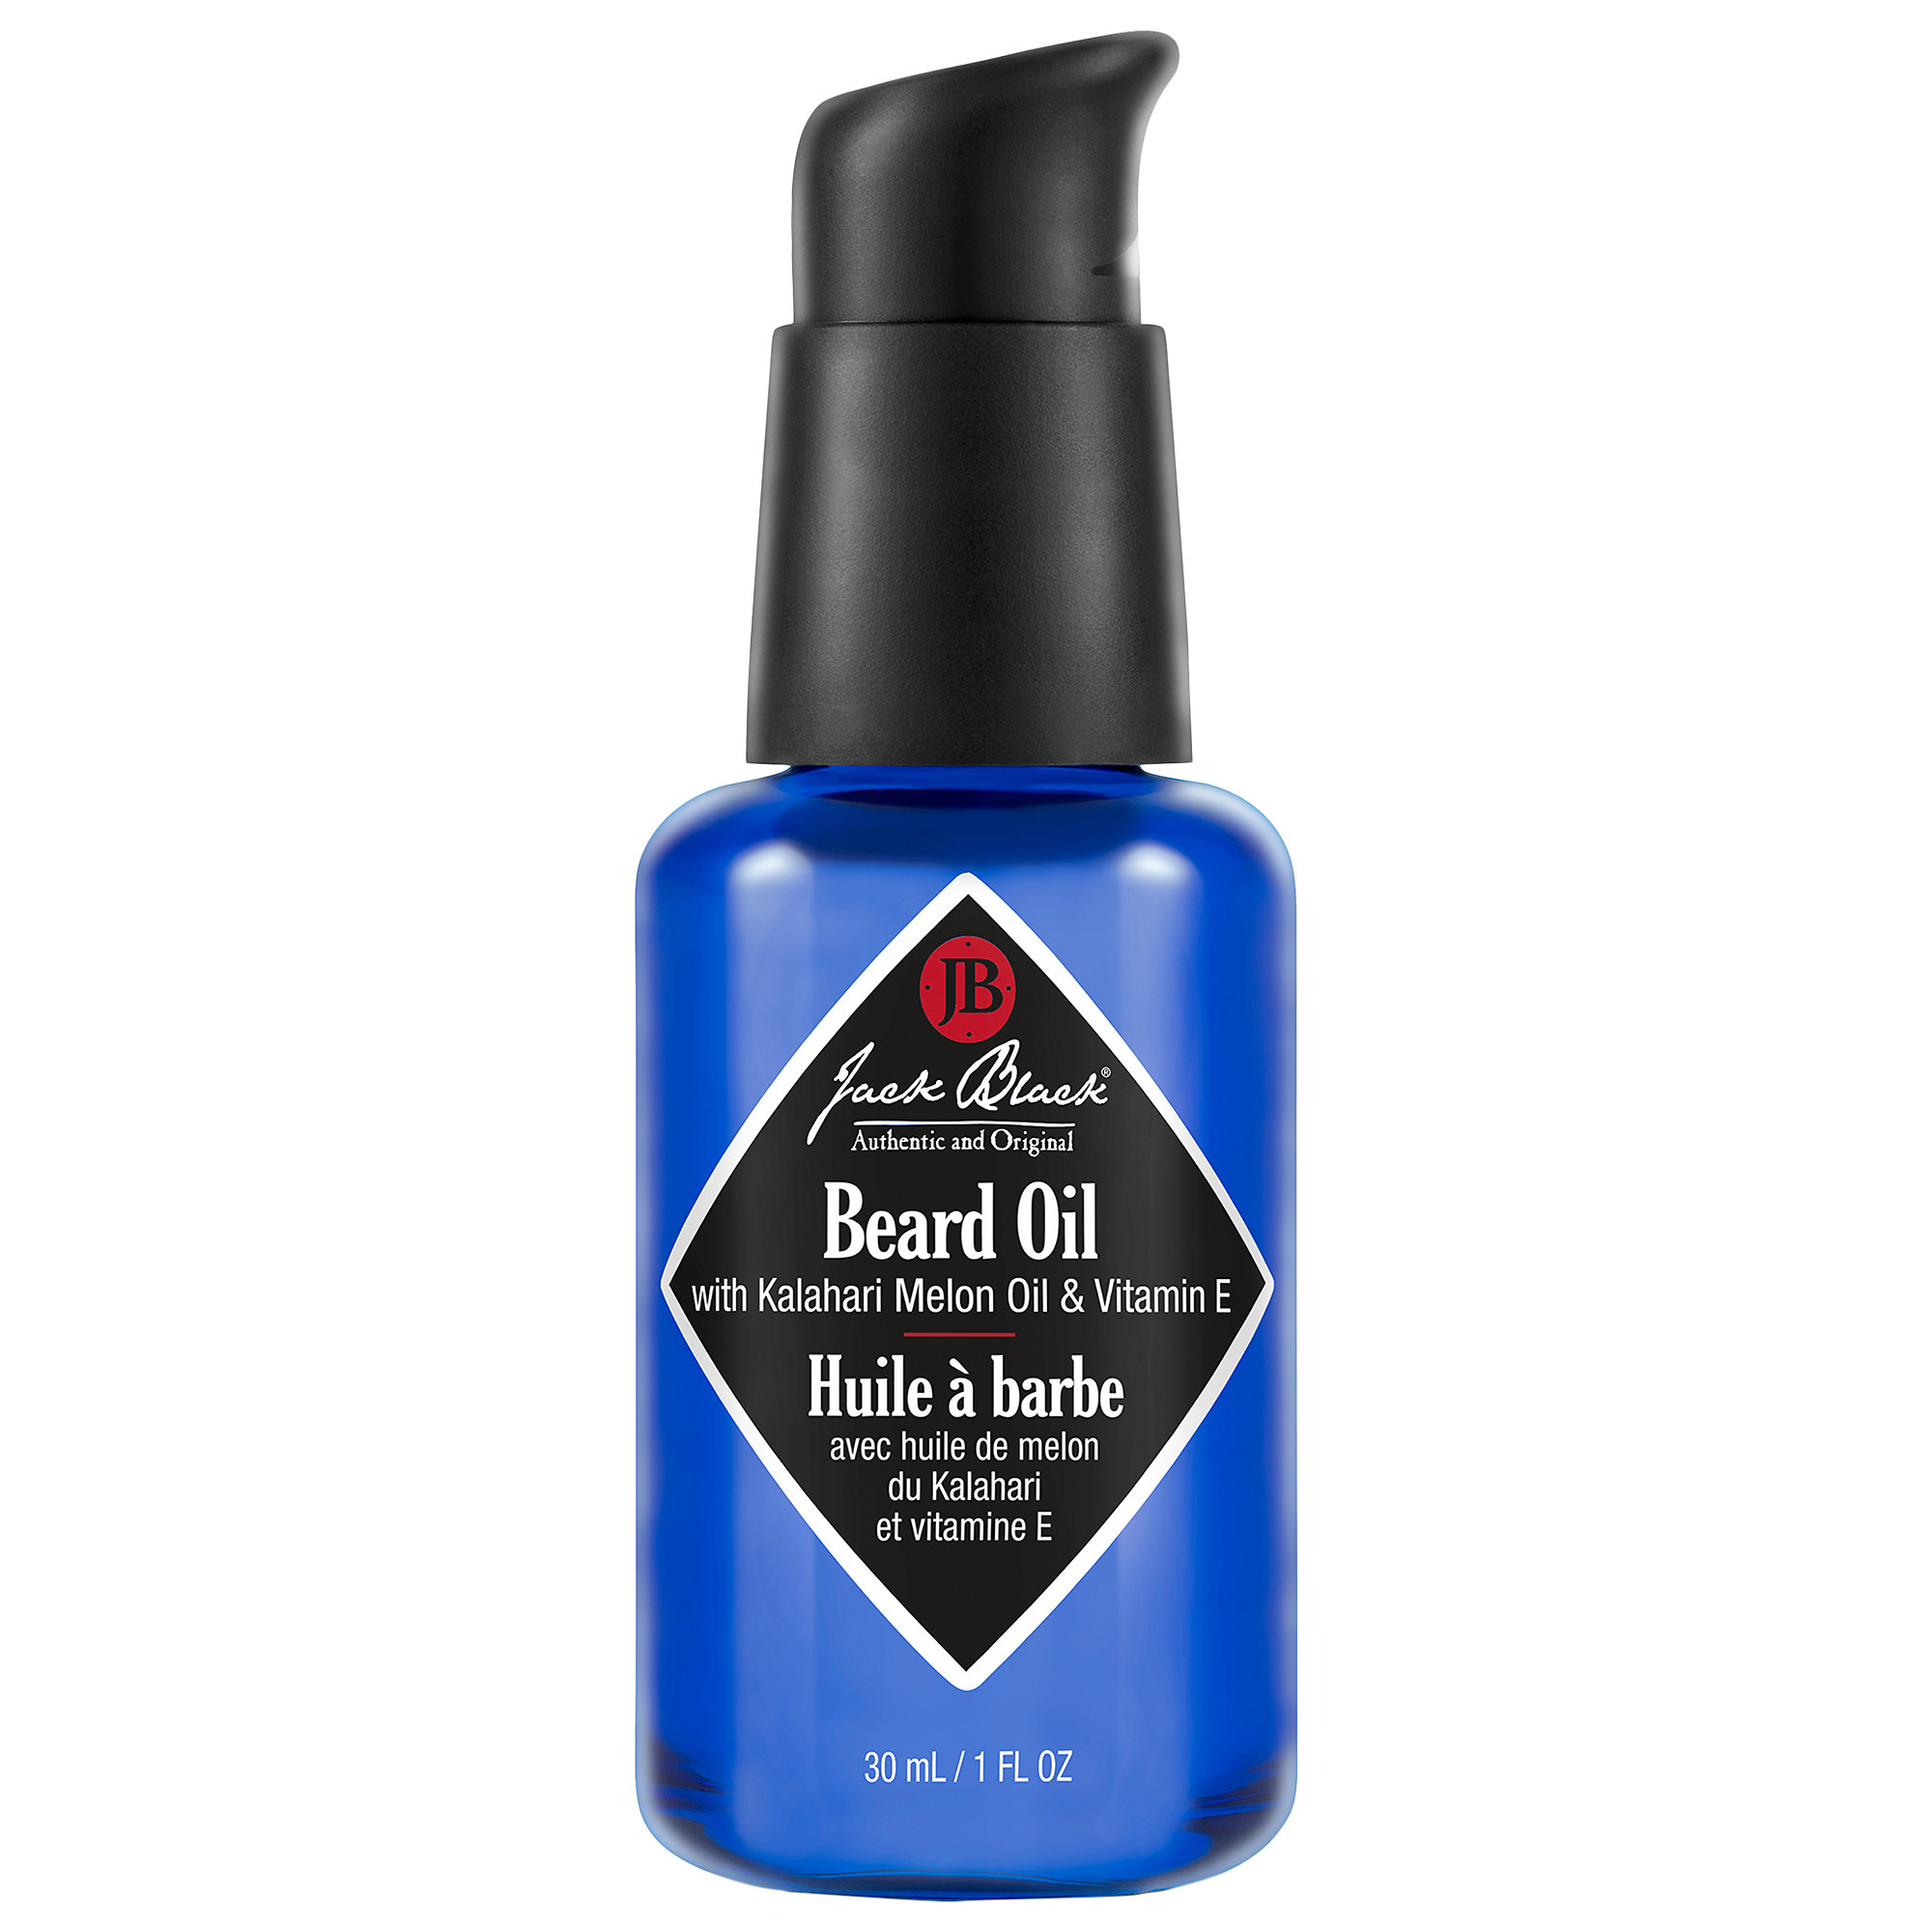 JB
Jack Black®
Authentic and Original
Beard Oil
with Kalahari Melon Oil & Vitamin E
Huile à barbe
avec huile de melon
du Kalahari
et vitamine E
30 mL / 1 FL OZ